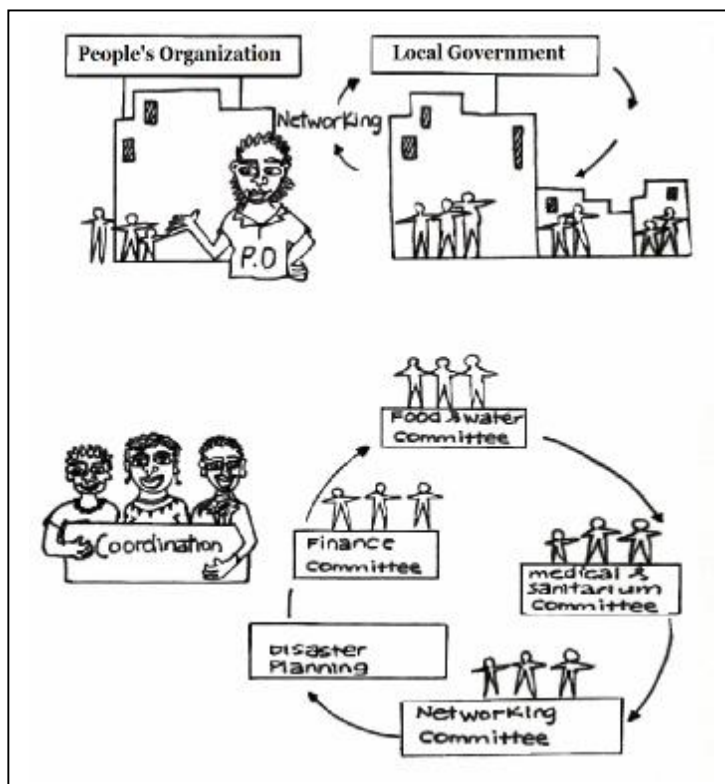 People's Organization
Local Government
Networking
P.O
Food & water
Committee
Coordination
Finance
Committee
Medical &
Sanitarium
Committee
Disaster
Planning
Networking
Committee